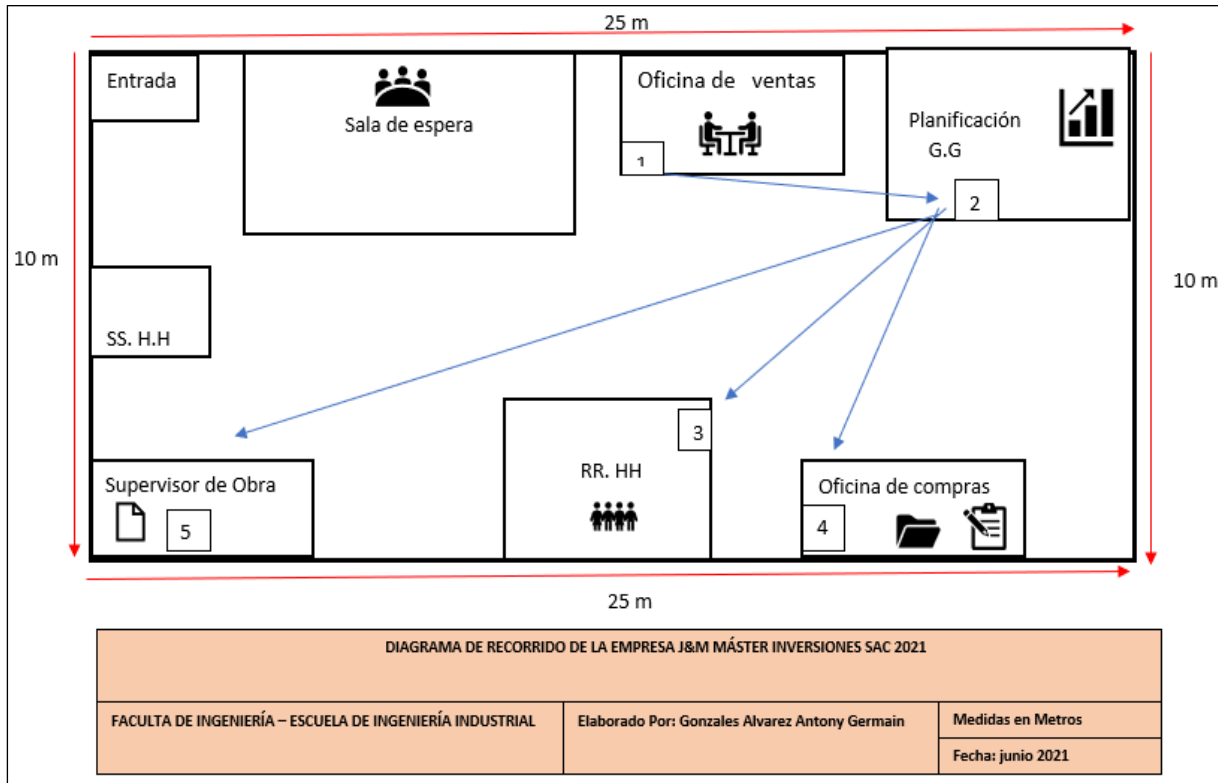 25 m
Entrada
Sala de espera
Oficina de ventas
1
Planificación
G.G
2
10 m
10 m
SS. H.H
3
RR. HH
Supervisor de Obra
5
Oficina de compras
4
25 m
DIAGRAMA DE RECORRIDO DE LA EMPRESA J&M MÁSTER INVERSIONES SAC 2021
FACULTA DE INGENIERÍA – ESCUELA DE INGENIERÍA INDUSTRIAL
Elaborado Por: Gonzales Alvarez Antony Germain
Medidas en Metros
Fecha: junio 2021